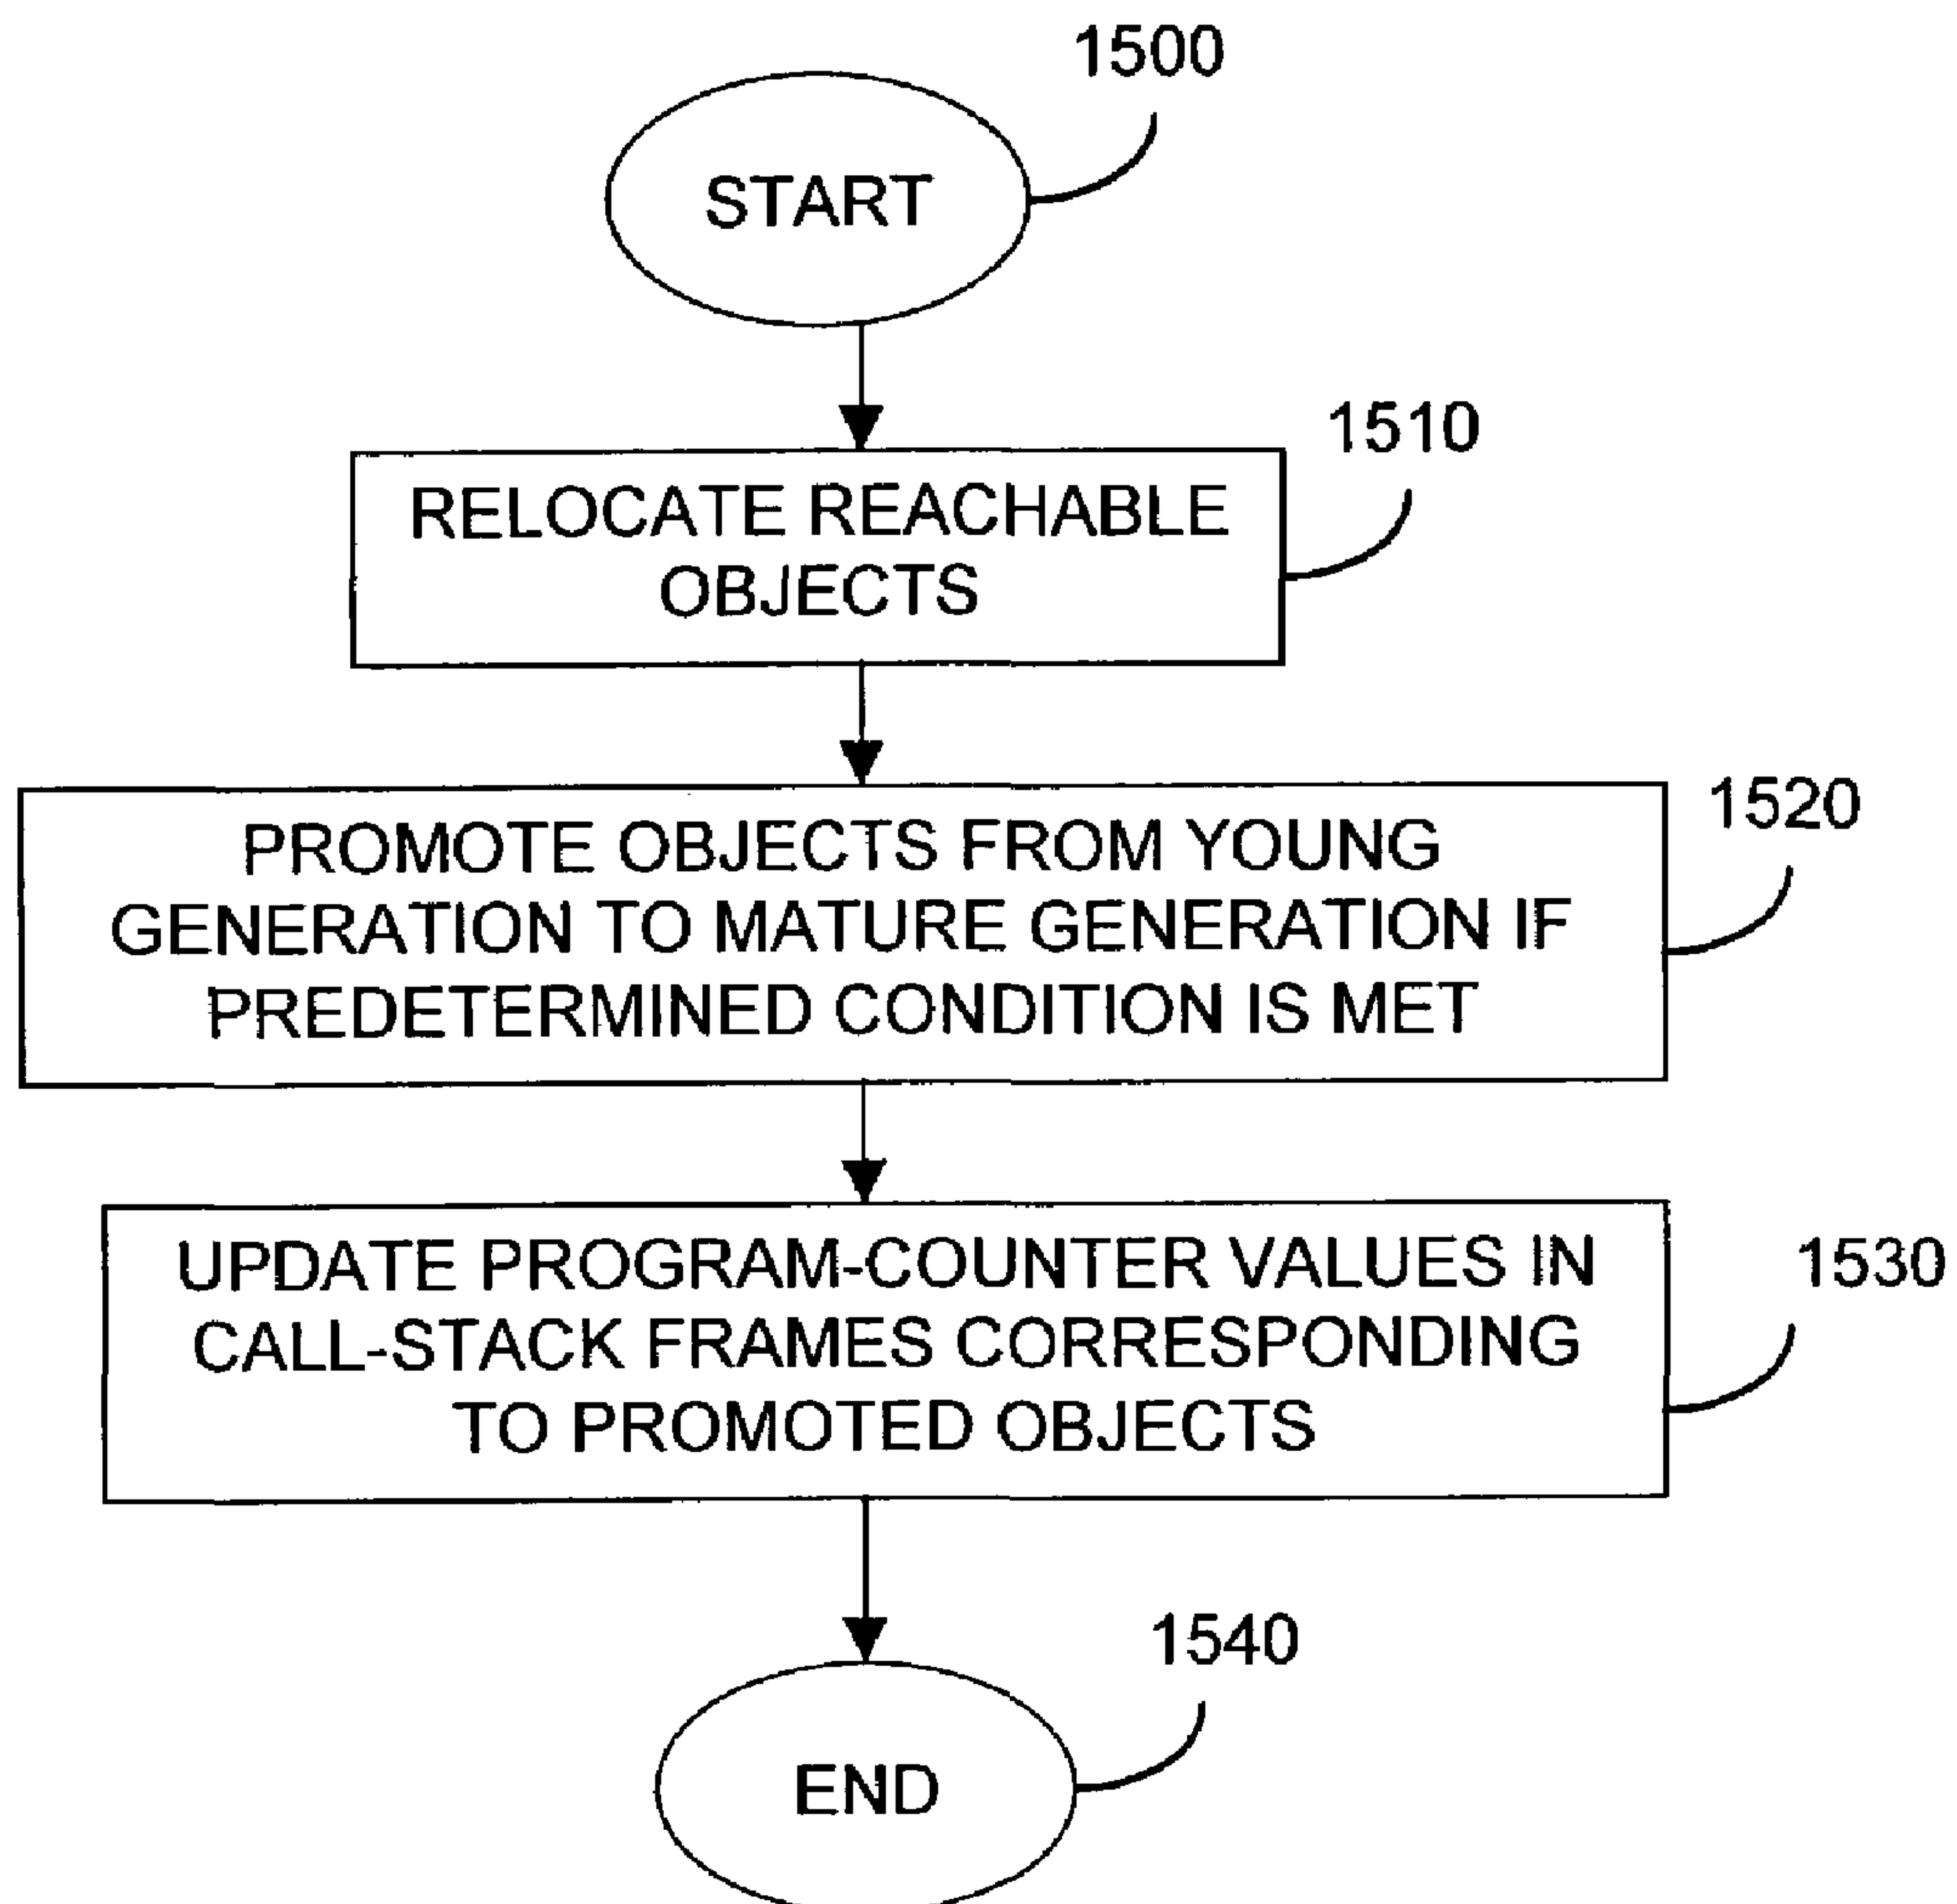 1500
START
1510
RELOCATE REACHABLE
OBJECTS
1520
PROMOTE OBJECTS FROM YOUNG
GENERATION TO MATURE GENERATION IF
PREDETERMINED CONDITION IS MET
1530
UPDATE PROGRAM-COUNTER VALUES IN
CALL-STACK FRAMES CORRESPONDING
TO PROMOTED OBJECTS
1540
END